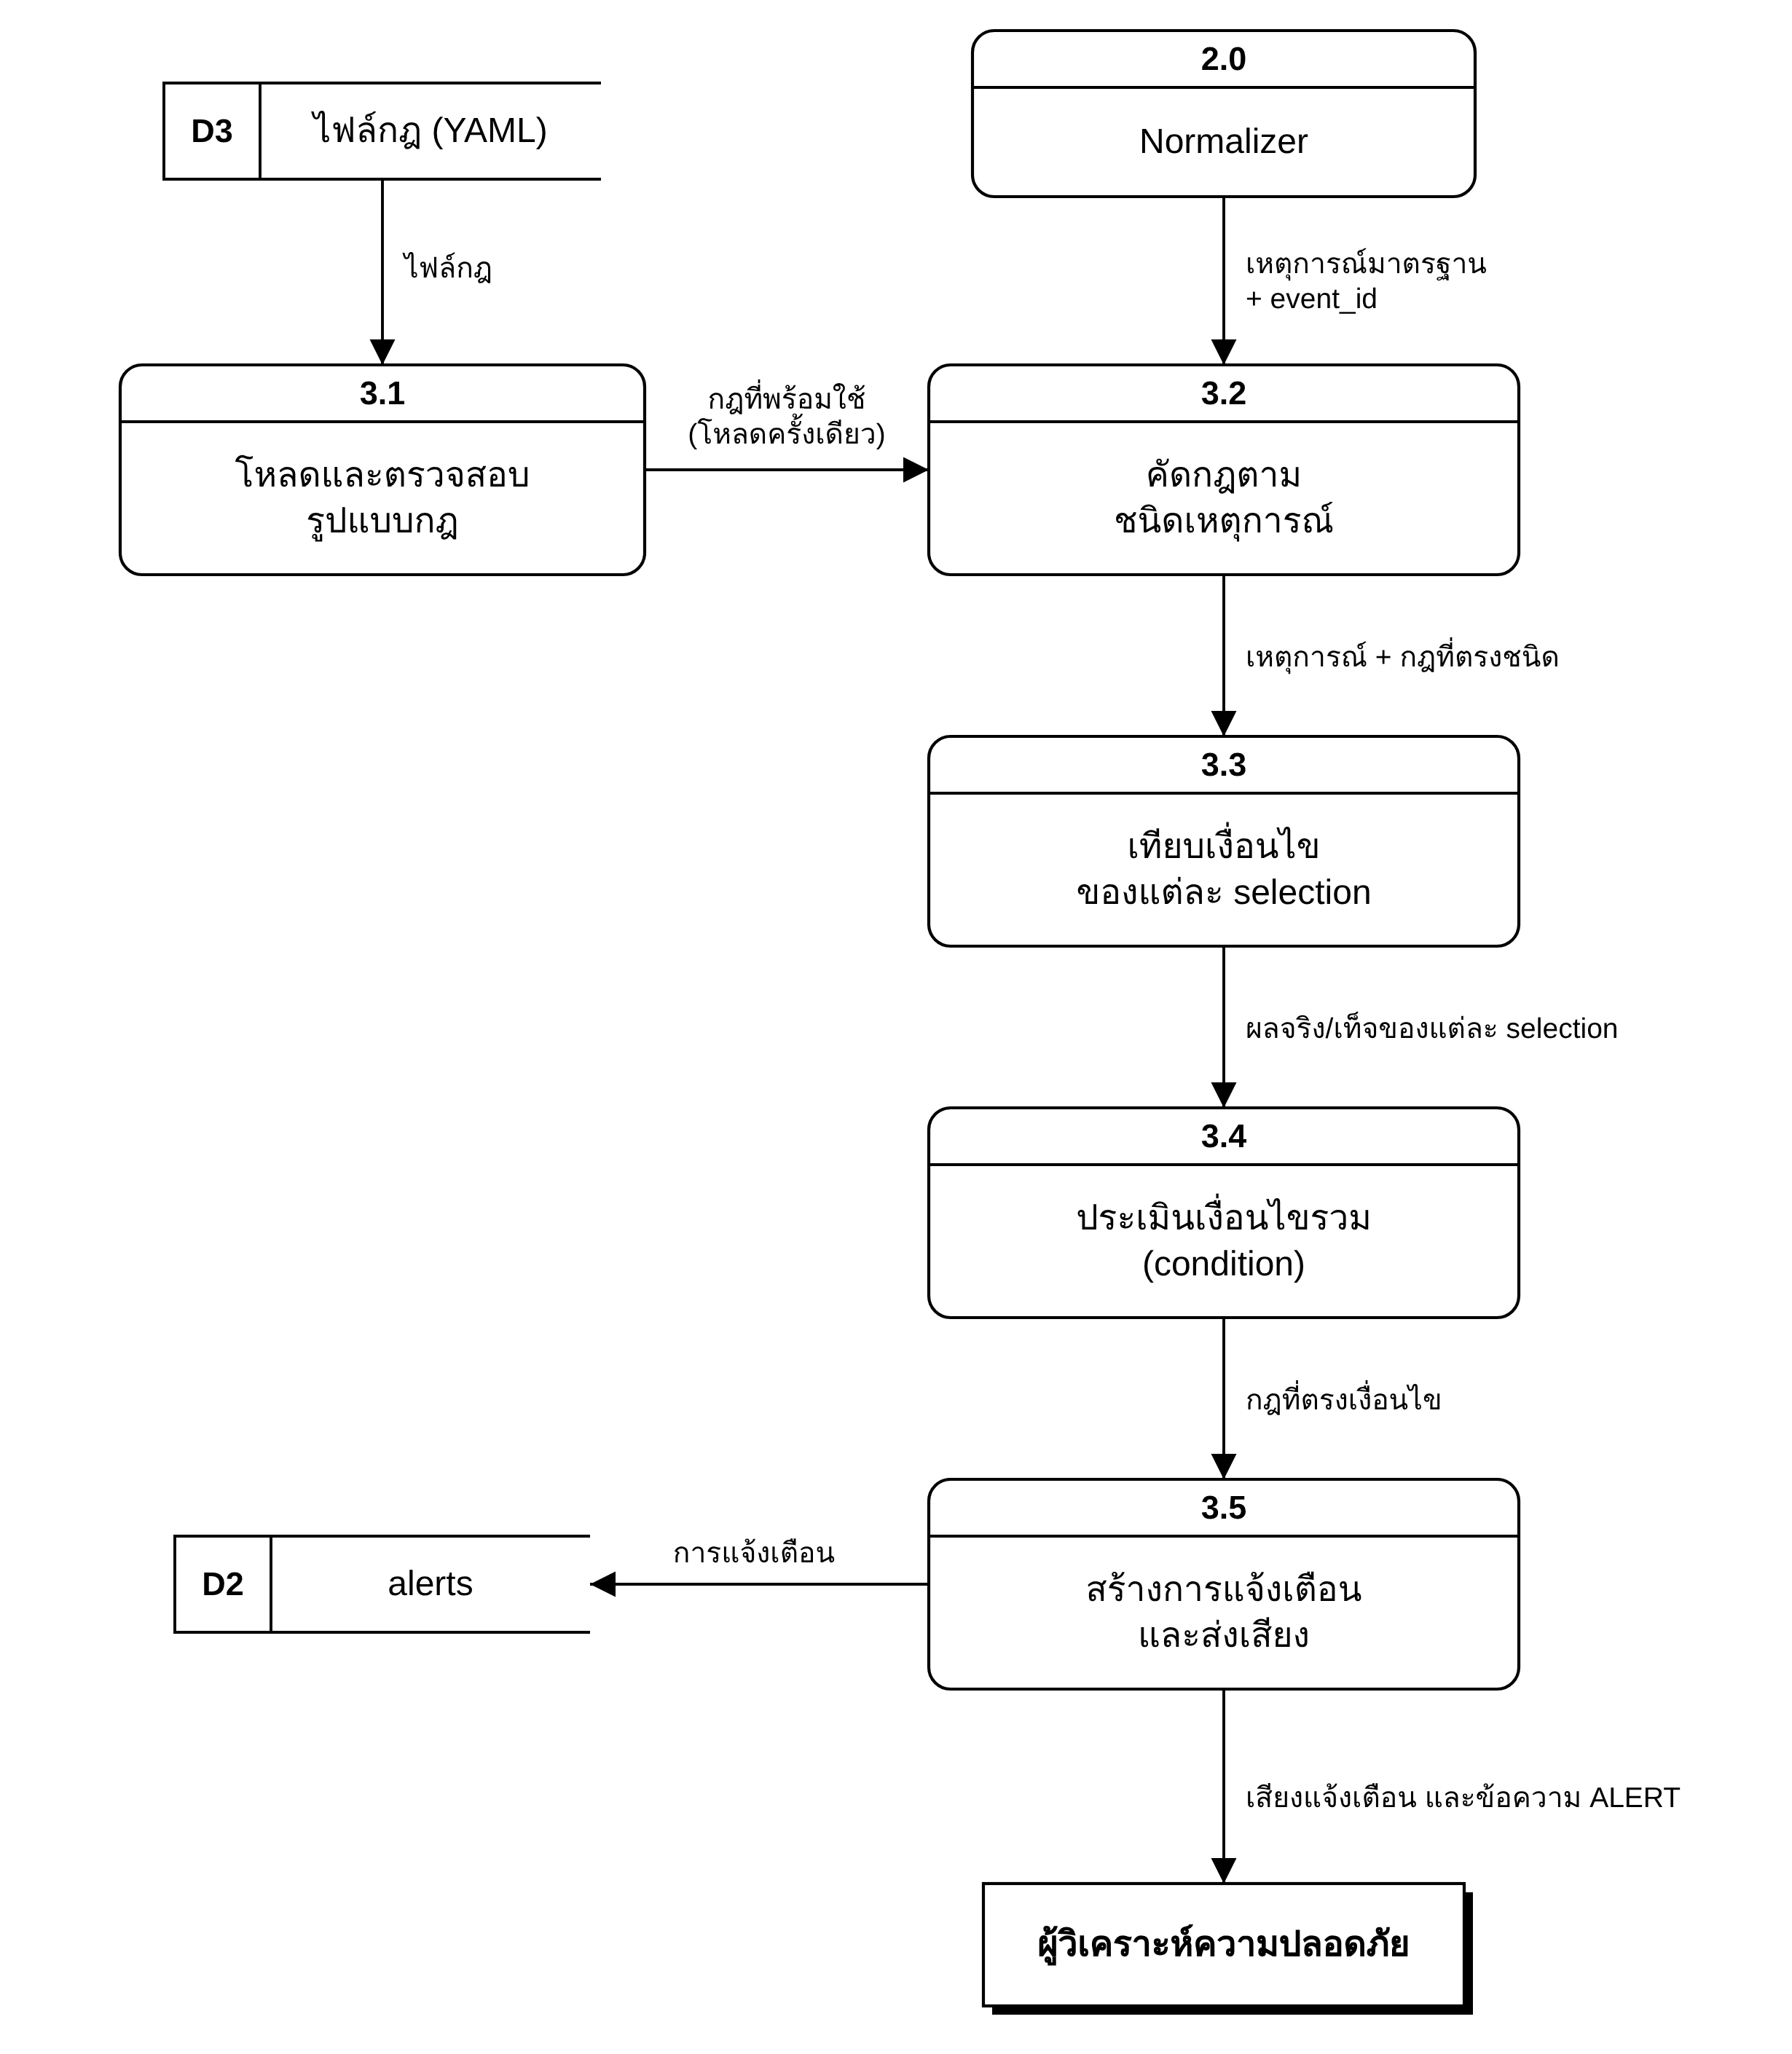 2.0
Normalizer
D3
ไฟล์กฎ (YAML)
ไฟล์กฎ
เหตุการณ์มาตรฐาน
+ event_id
3.1
โหลดและตรวจสอบ
รูปแบบกฎ
กฎที่พร้อมใช้
(โหลดครั้งเดียว)
3.2
คัดกฎตาม
ชนิดเหตุการณ์
เหตุการณ์ + กฎที่ตรงชนิด
3.3
เทียบเงื่อนไข
ของแต่ละ selection
ผลจริง/เท็จของแต่ละ selection
3.4
ประเมินเงื่อนไขรวม
(condition)
กฎที่ตรงเงื่อนไข
3.5
สร้างการแจ้งเตือน
และส่งเสียง
การแจ้งเตือน
D2
alerts
เสียงแจ้งเตือน และข้อความ ALERT
ผู้วิเคราะห์ความปลอดภัย